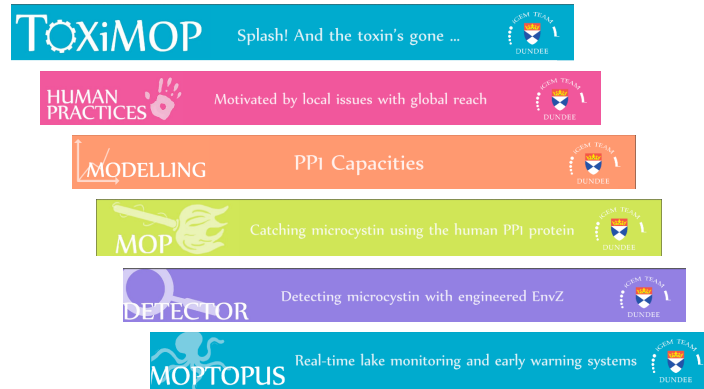 TOXiMOP Splash! And the toxin's gone ... iGEM TEAM DUNDEE
HUMAN PRACTICES Motivated by local issues with global reach iGEM TEAM DUNDEE
MODELLING PP1 Capacities iGEM TEAM DUNDEE
MOP Catching microcystin using the human PP1 protein iGEM TEAM DUNDEE
DETECTOR Detecting microcystin with engineered EnvZ iGEM TEAM DUNDEE
MOPTOPUS Real-time lake monitoring and early warning systems iGEM TEAM DUNDEE